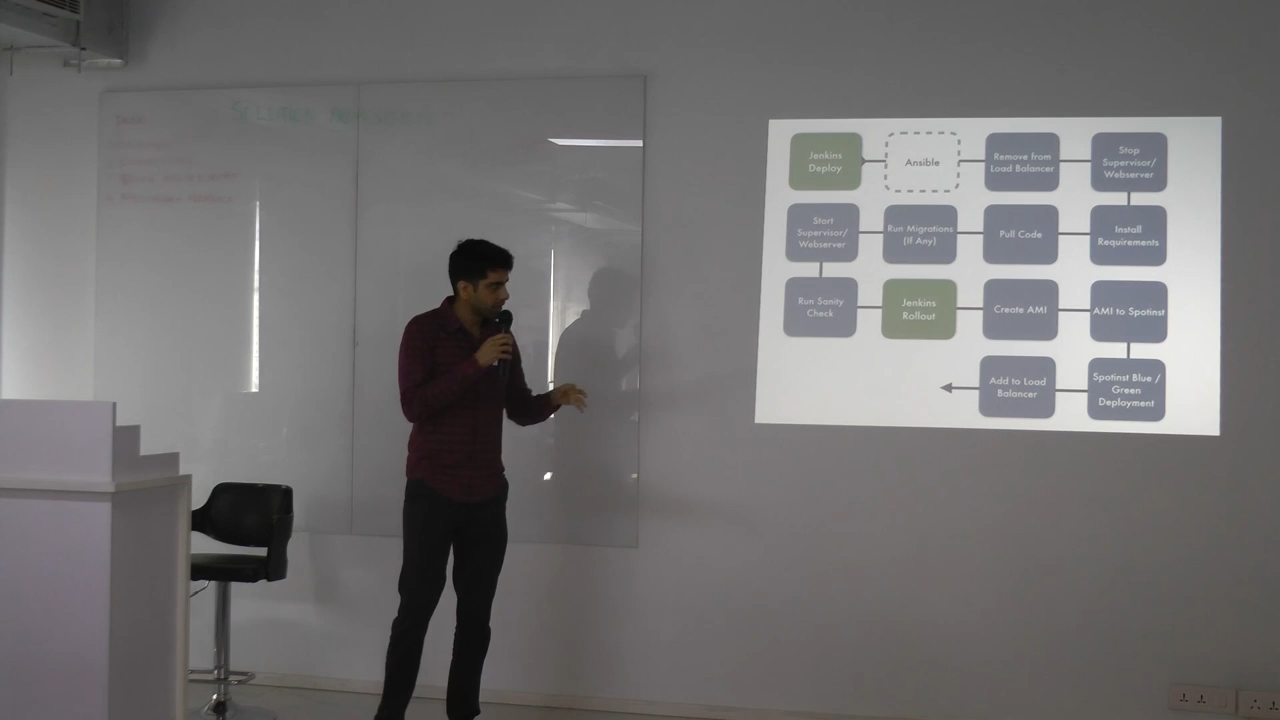 Jenkins
Deploy
Ansible
Remove from
Load Balancer
Stop
Supervisor/
Webserver
Start
Supervisor/
Webserver
Run Migrations
(If Any)
Pull Code
Install
Requirements
Run Sanity
Check
Jenkins
Rollout
Create AMI
AMI to Spotinst
Add to Load
Balancer
Spotinst Blue /
Green
Deployment